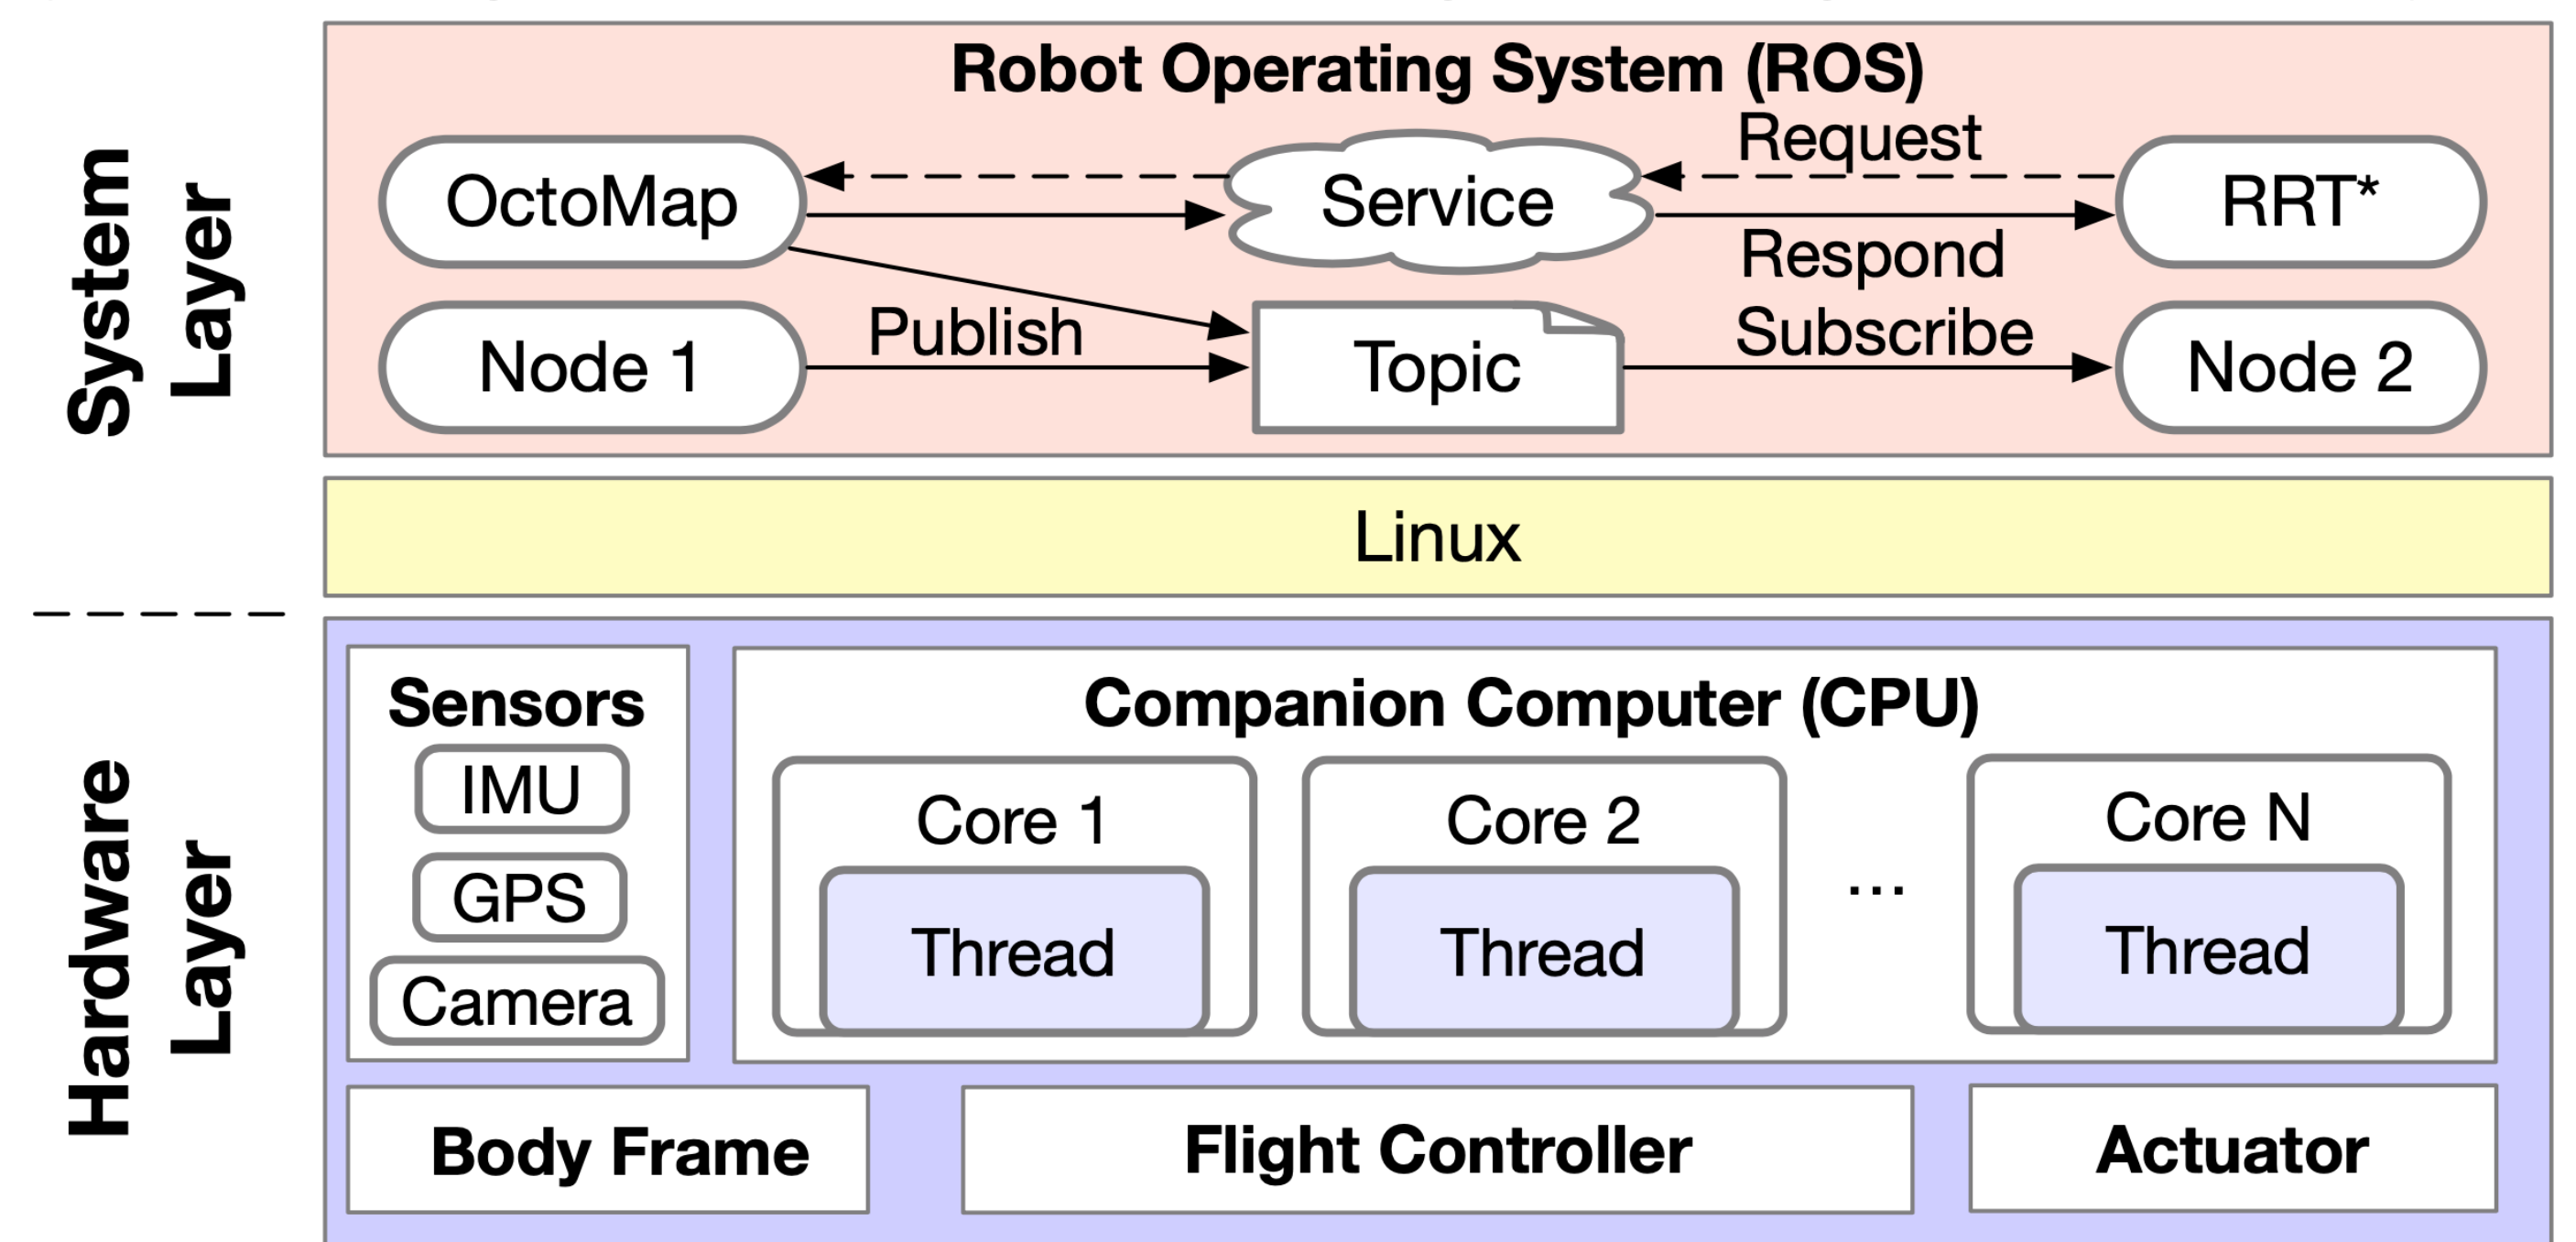 Robot Operating System (ROS)
System
Layer
Request
OctoMap
Service
RRT*
Respond
Publish
Subscribe
Node 1
Topic
Node 2
Linux
Hardware
Layer
Sensors
IMU
GPS
Camera
Companion Computer (CPU)
Core 1
Core 2
Core N
Thread
Thread
...
Thread
Body Frame
Flight Controller
Actuator